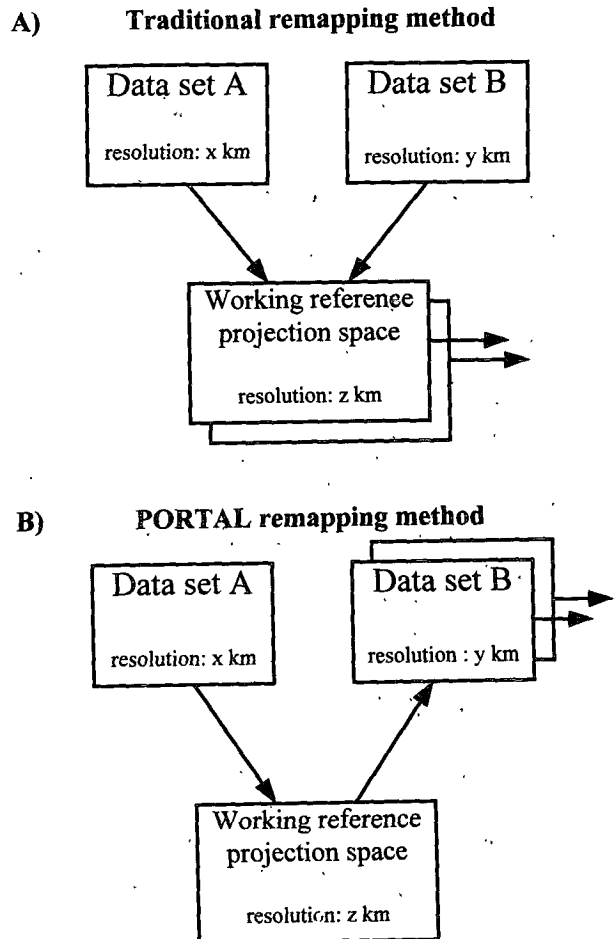 A) Traditional remapping method
Data set A
resolution: x km
Data set B
resolution: y km
Working reference
projection space
resolution: z km
B) PORTAL remapping method
Data set A
resolution: x km
Data set B
resolution : y km
Working reference
projection space
resolution: z km